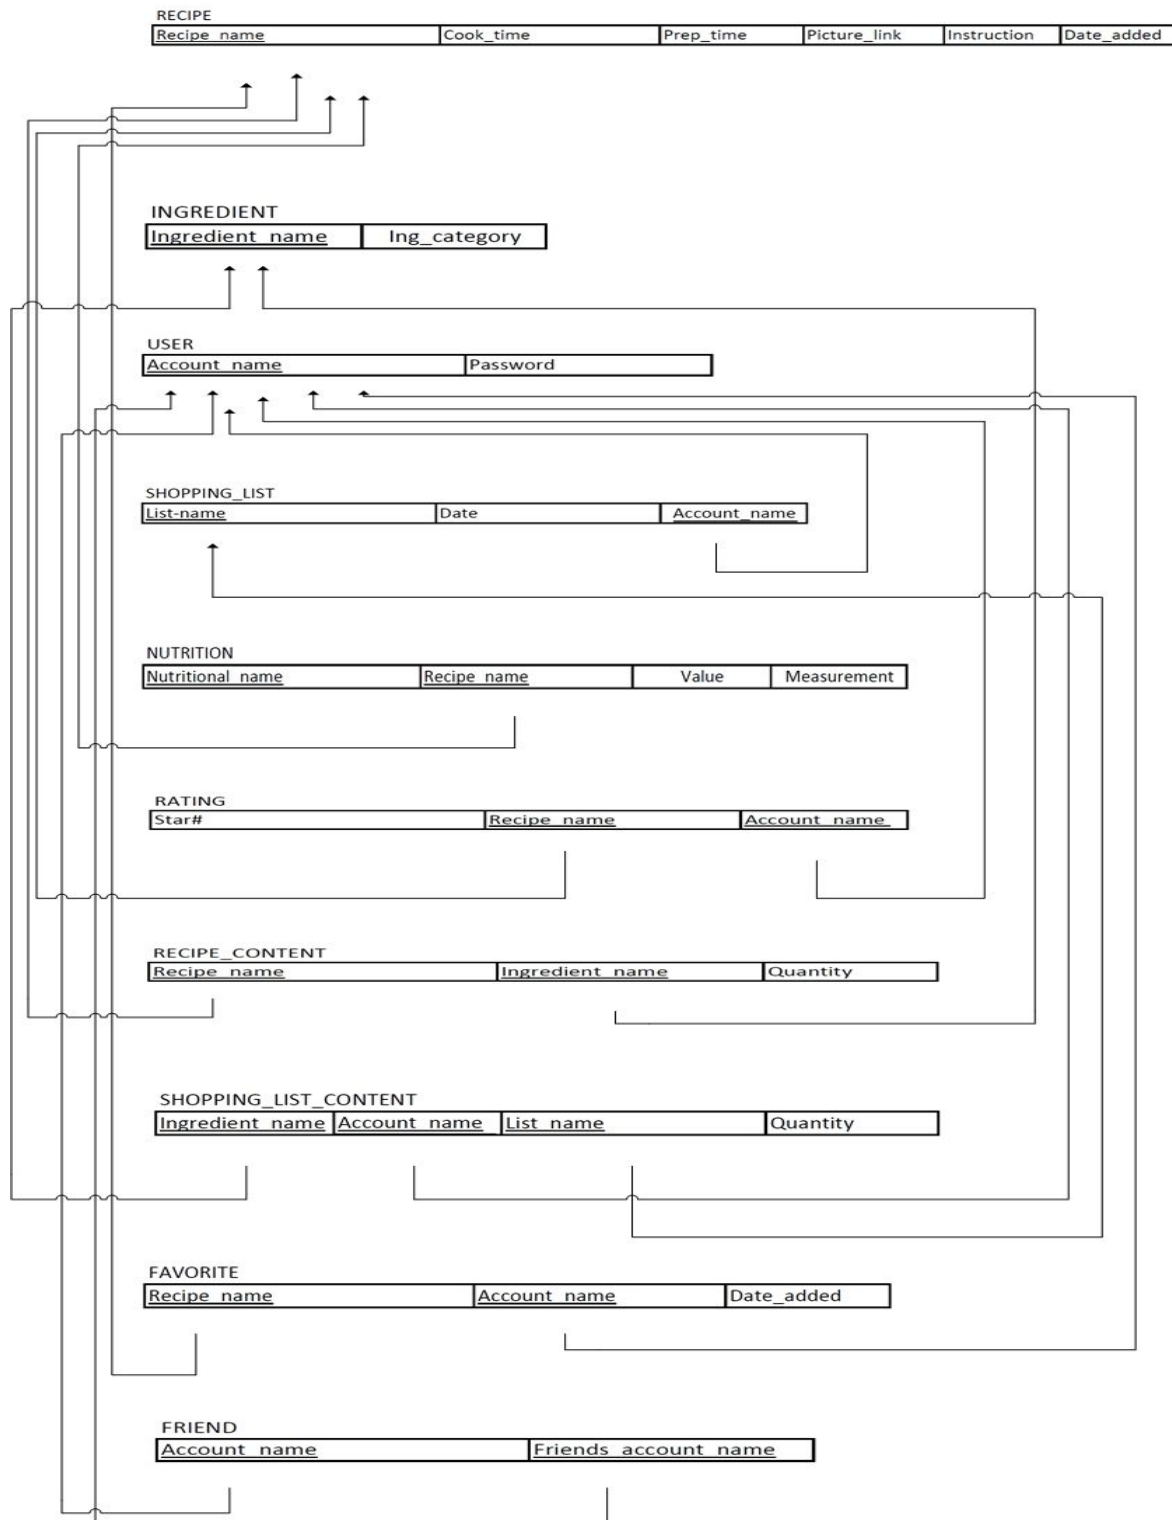 RECIPE
Recipe_name Cook_time Prep_time Picture_link Instruction Date_added
INGREDIENT
Ingredient_name Ing_category
USER
Account_name Password
SHOPPING_LIST
List-name Date Account_name
NUTRITION
Nutritional_name Recipe_name Value Measurement
RATING
Star# Recipe_name Account_name
RECIPE_CONTENT
Recipe_name Ingredient_name Quantity
SHOPPING_LIST_CONTENT
Ingredient_name Account_name List_name Quantity
FAVORITE
Recipe_name Account_name Date_added
FRIEND
Account_name Friends_account_name